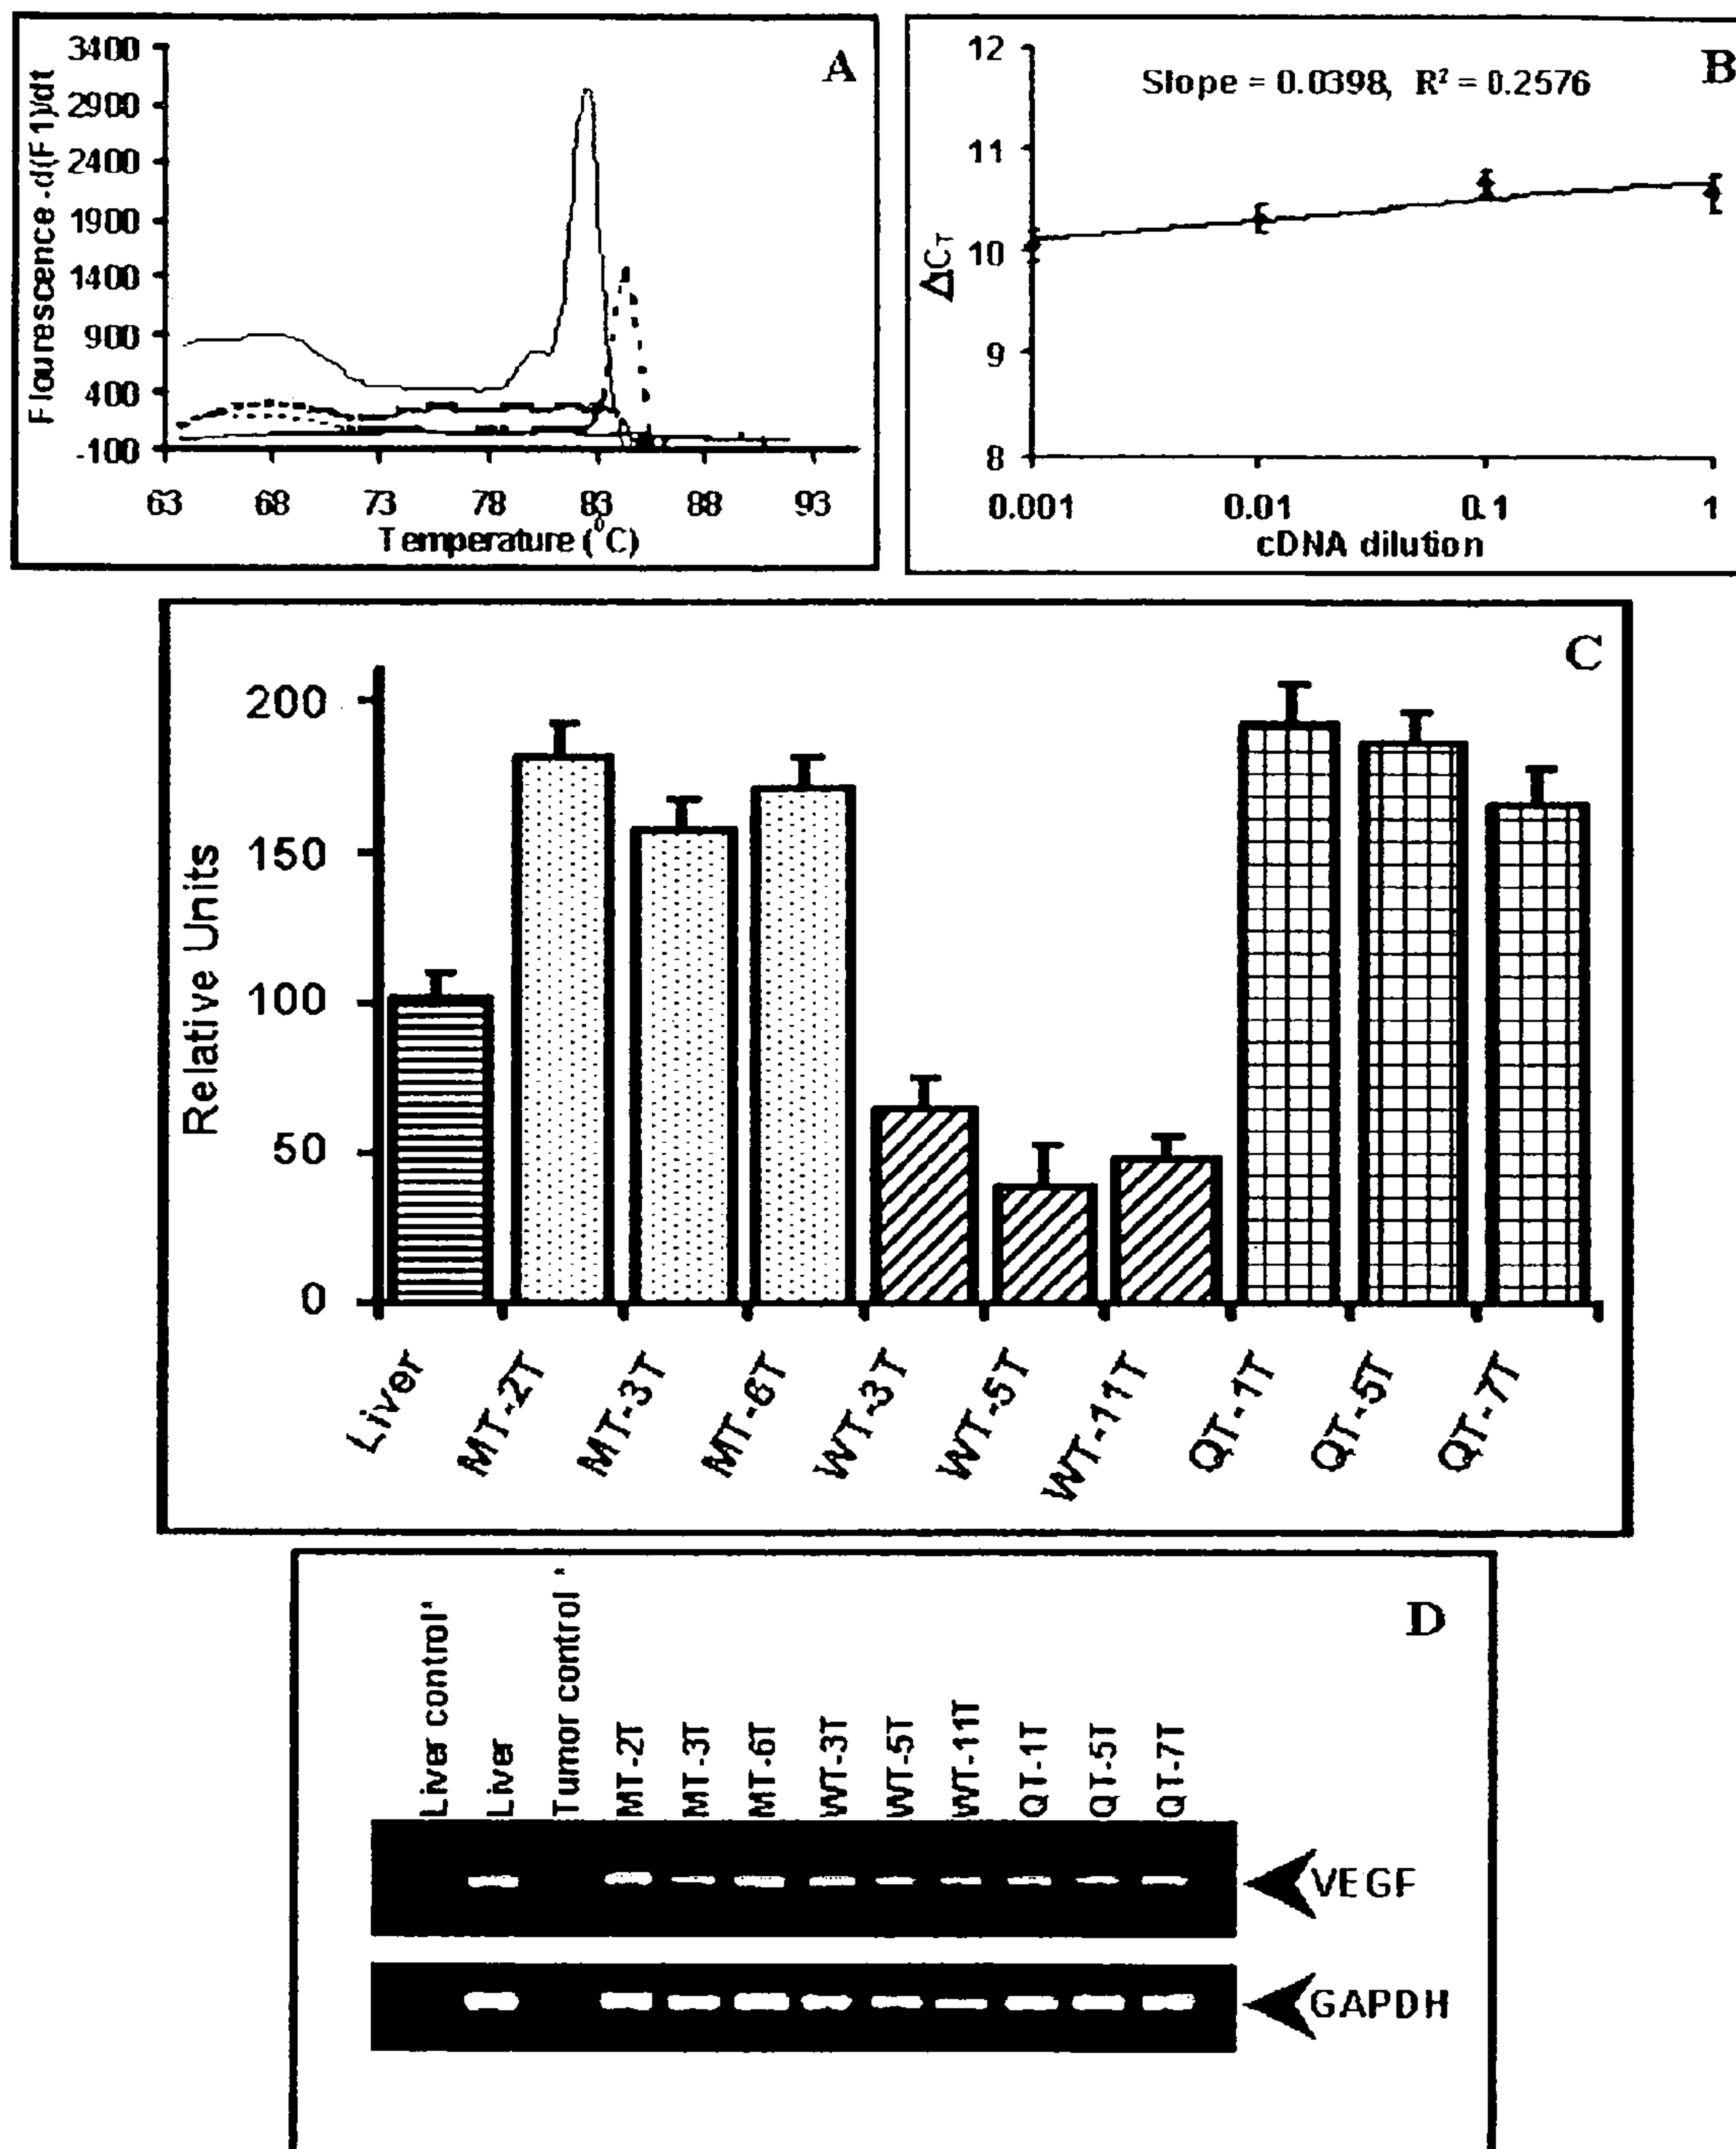 A
Flourescence -d(F1)/dt
3400
2900
2400
1900
1400
900
400
-100
63 68 73 78 83 88 93
Temperature (°C)
B
Slope = 0.0398, R² = 0.2576
ΔCT
12
11
10
9
8
0.001 0.01 0.1 1
cDNA dilution
C
Relative Units
200
150
100
50
0
Liver
MT-2T
MT-3T
MT-6T
WT-3T
WT-5T
WT-11T
QT-1T
QT-5T
QT-7T
D
Liver control*
Liver
Tumor control*
MT-2T
MT-3T
MT-6T
WT-3T
WT-5T
WT-11T
QT-1T
QT-5T
QT-7T
VEGF
GAPDH